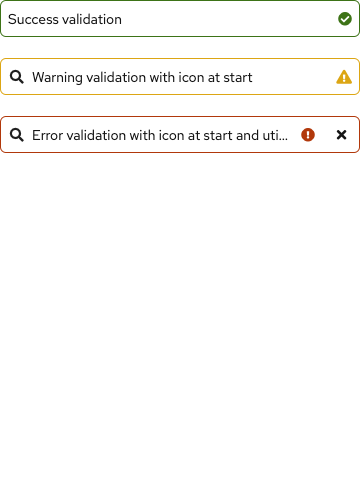 Success validation
Warning validation with icon at start
Error validation with icon at start and uti...